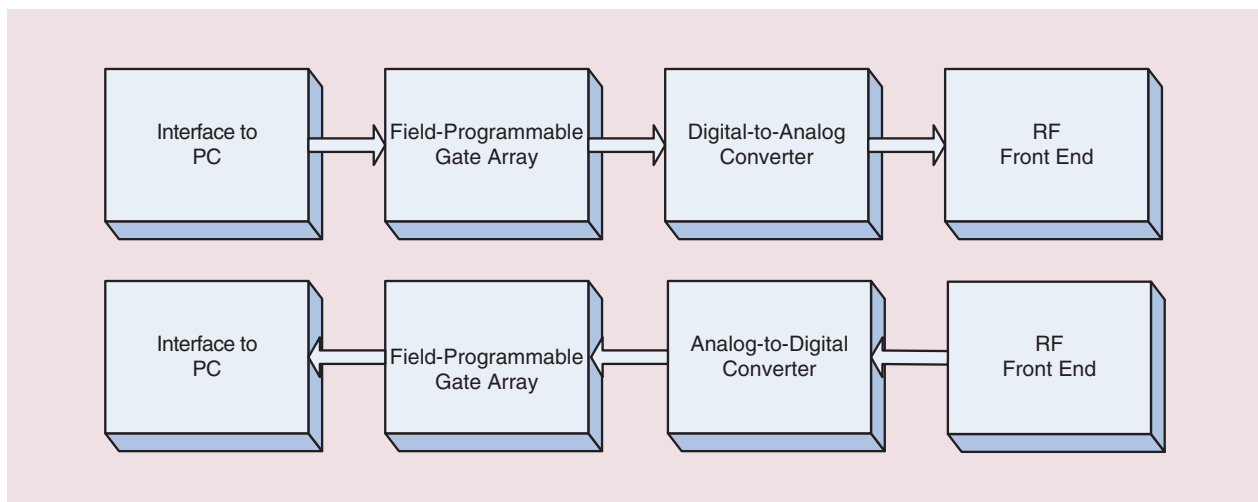 Interface to
PC
Field-Programmable
Gate Array
Digital-to-Analog
Converter
RF
Front End
Interface to
PC
Field-Programmable
Gate Array
Analog-to-Digital
Converter
RF
Front End